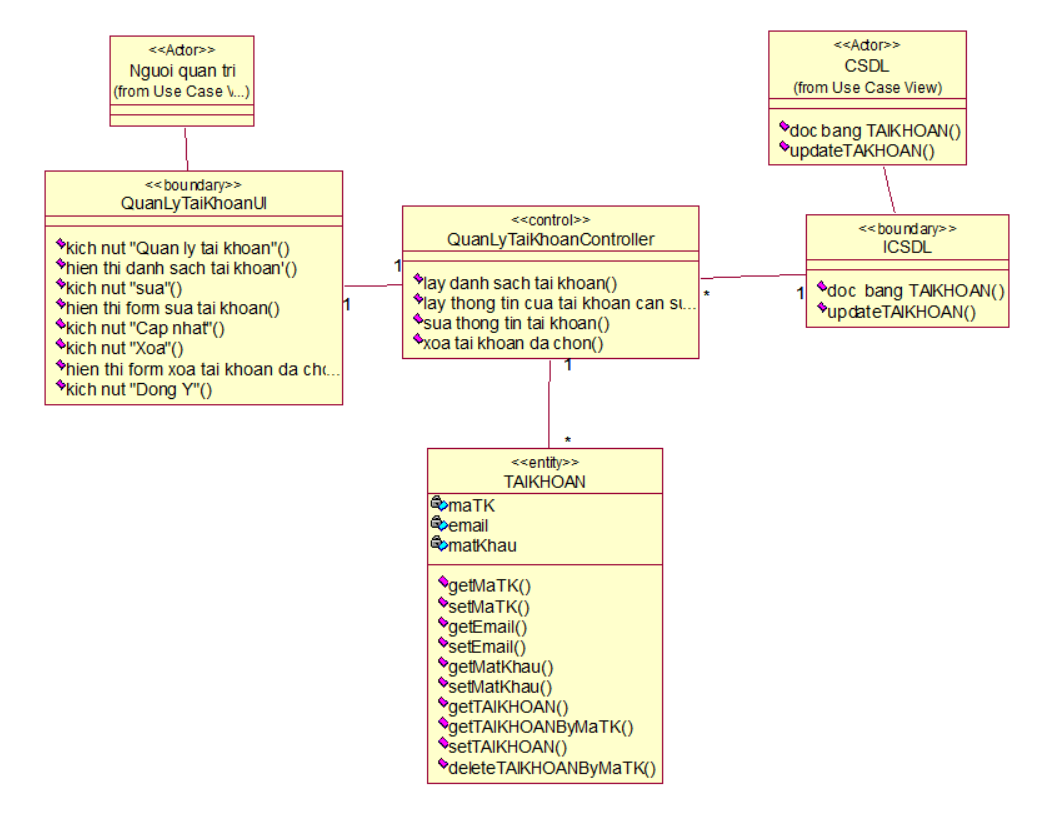 <<Actor>>
Nguoi quan tri
(from Use Case V...)
<<boundary>>
QuanLyTaiKhoanUI
kich nut "Quan ly tai khoan"()
hien thi danh sach tai khoan'()
kich nut "sua"()
hien thi form sua tai khoan()
kich nut "Cap nhat"()
kich nut "Xoa"()
hien thi form xoa tai khoan da cho...
kich nut "Dong Y"()
1
1
<<control>>
QuanLyTaiKhoanController
lay danh sach tai khoan()
lay thong tin cua tai khoan can su...
sua thong tin tai khoan()
xoa tai khoan da chon()
*
1
<<Actor>>
CSDL
(from Use Case View)
doc bang TAIKHOAN()
updateTAKHOAN()
<<boundary>>
ICSDL
doc bang TAIKHOAN()
updateTAIKHOAN()
1
*
<<entity>>
TAIKHOAN
maTK
email
matKhau
getMaTK()
setMaTK()
getEmail()
setEmail()
getMatKhau()
setMatKhau()
getTAIKHOAN()
getTAIKHOANByMaTK()
setTAIKHOAN()
deleteTAIKHOANByMaTK()